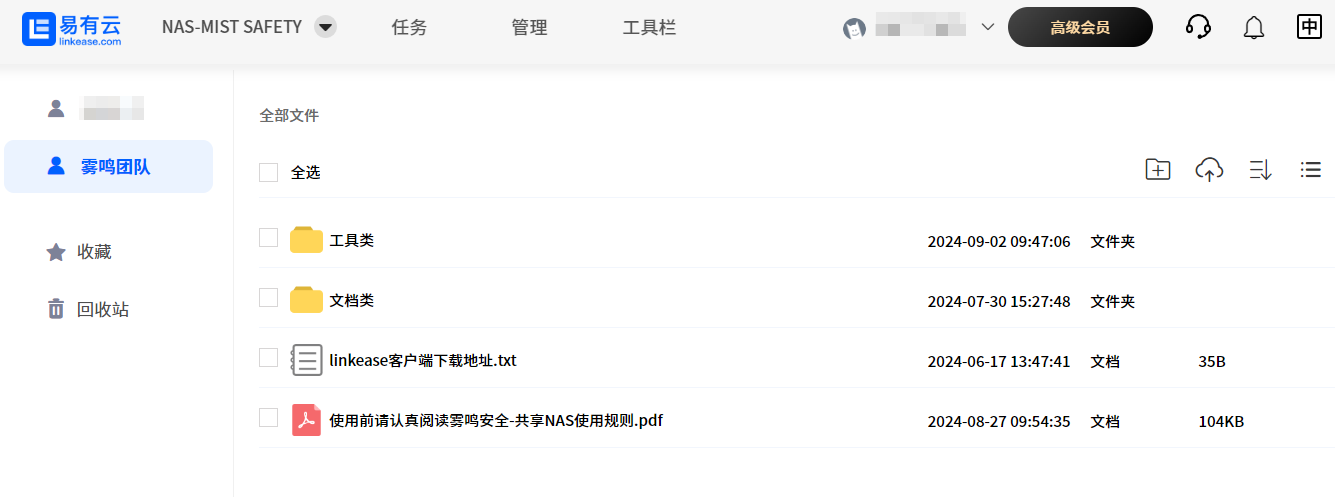 易有云
linkease.com
NAS-MIST SAFETY
任务
管理
工具栏
高级会员
中
雾鸣团队
收藏
回收站
全部文件
全选
工具类 2024-09-02 09:47:06 文件夹
文档类 2024-07-30 15:27:48 文件夹
linkease客户端下载地址.txt 2024-06-17 13:47:41 文档 35B
使用前请认真阅读雾鸣安全-共享NAS使用规则.pdf 2024-08-27 09:54:35 文档 104KB